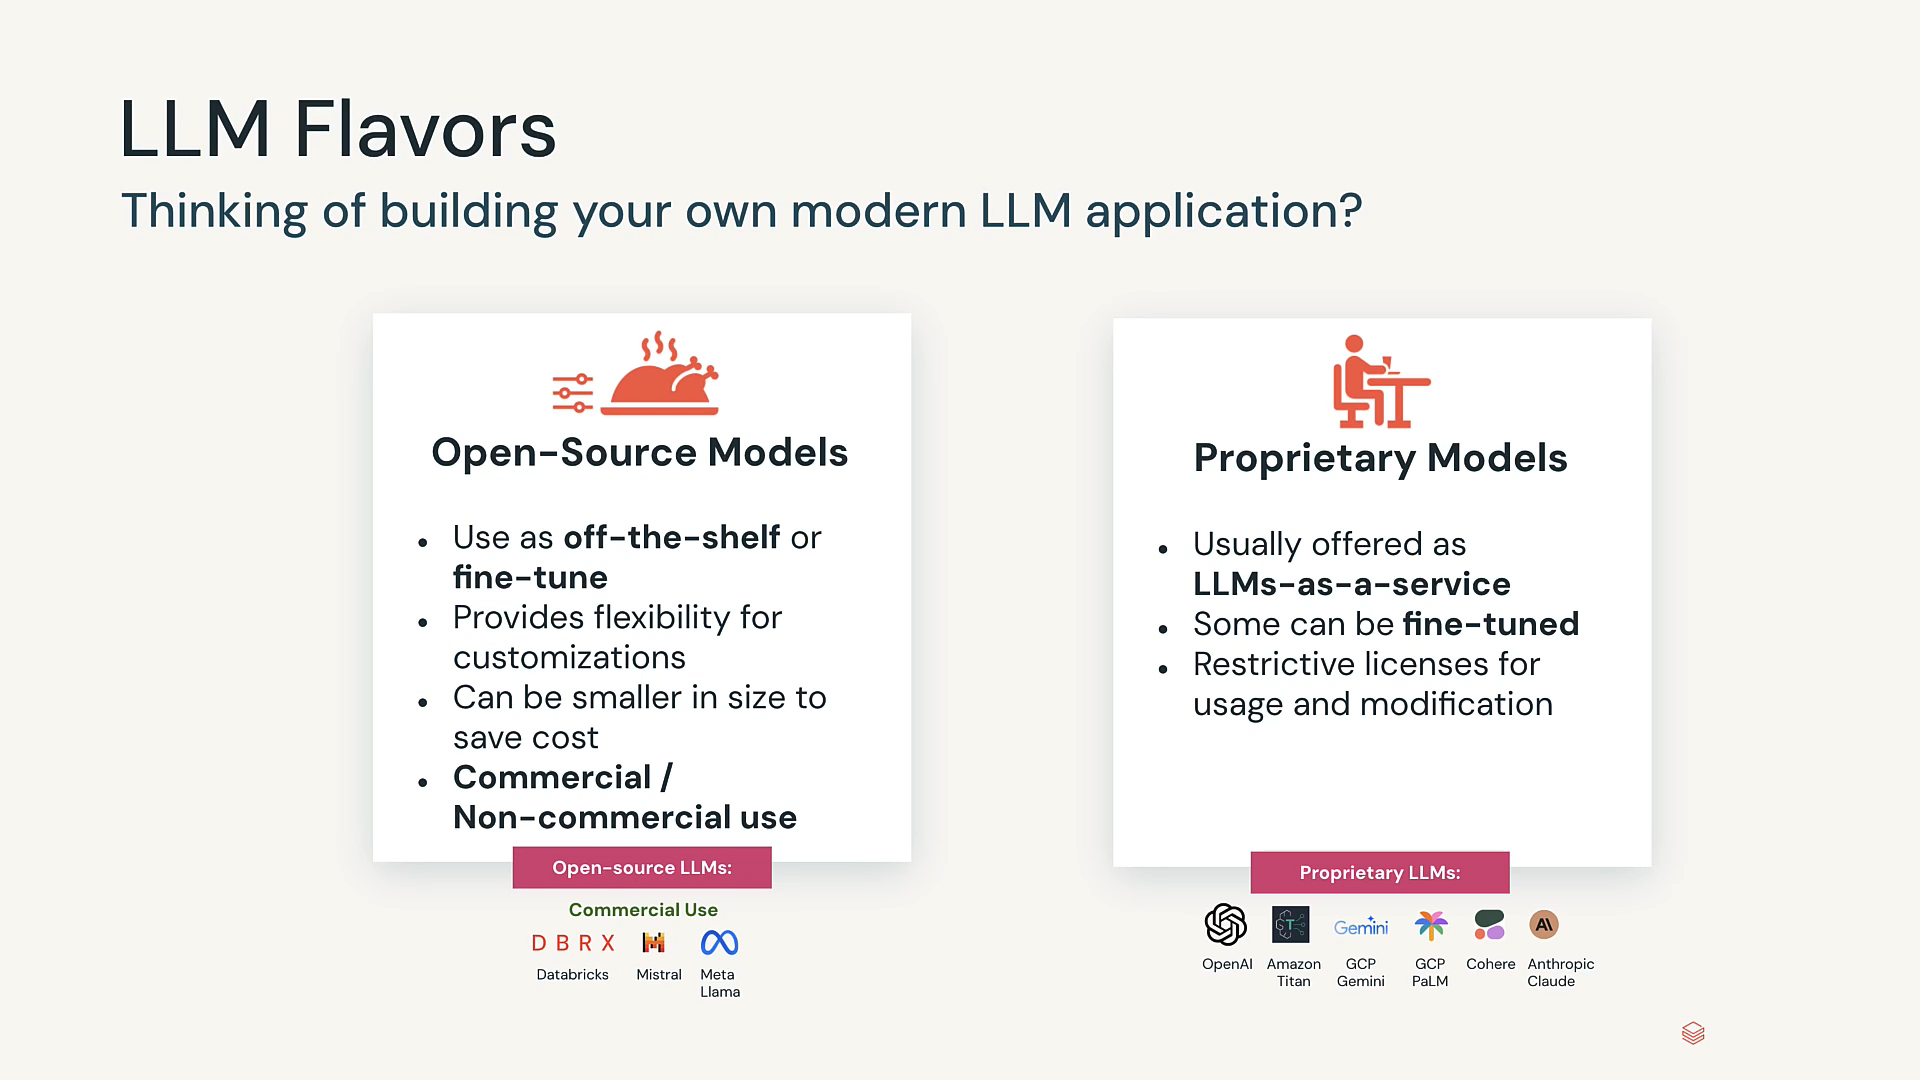 LLM Flavors
Thinking of building your own modern LLM application?
Open-Source Models
• Use as off-the-shelf or
fine-tune
• Provides flexibility for
customizations
• Can be smaller in size to
save cost
• Commercial /
Non-commercial use
Open-source LLMs:
Commercial Use
DBRX
Databricks
Mistral
Meta
Llama
Proprietary Models
• Usually offered as
LLMs-as-a-service
• Some can be fine-tuned
• Restrictive licenses for
usage and modification
Proprietary LLMs:
T
Gemini
A\
OpenAI
Amazon
Titan
GCP
Gemini
GCP
PaLM
Cohere
Anthropic
Claude